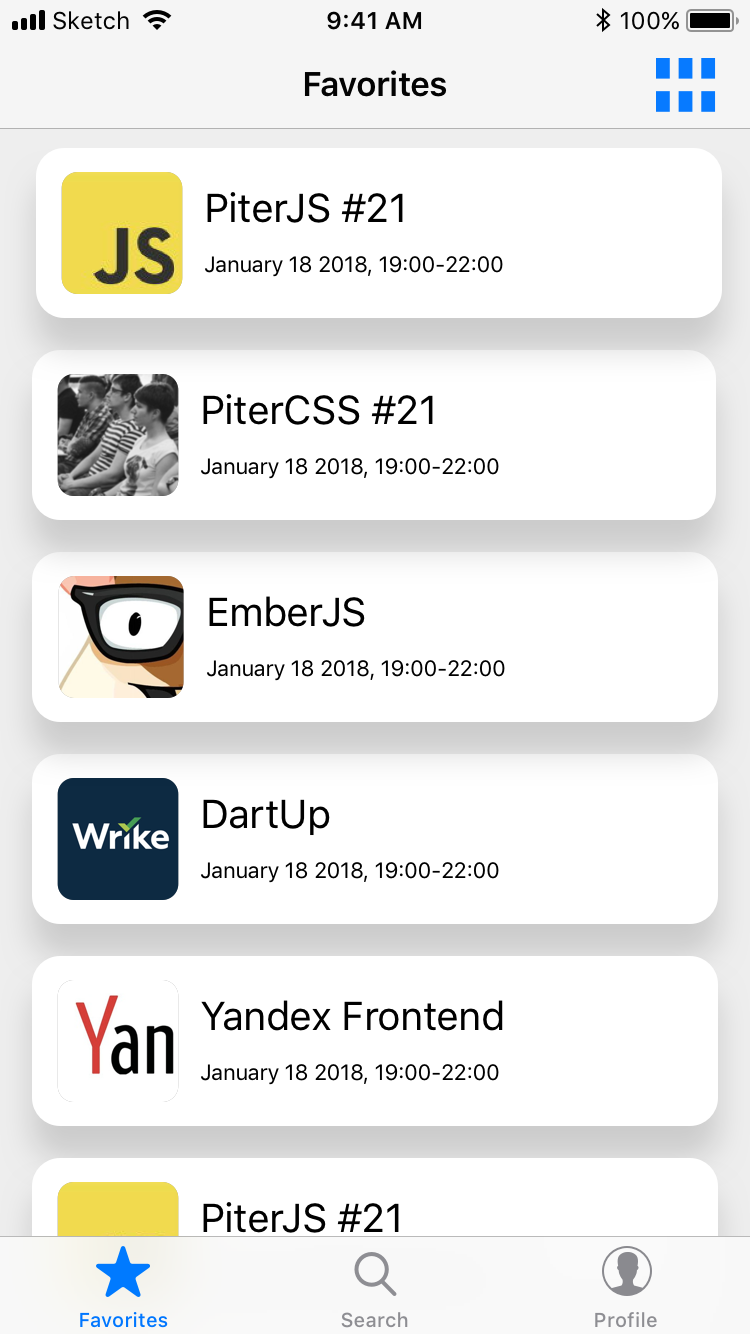 Sketch 9:41 AM 100%
Favorites
JS
PiterJS #21
January 18 2018, 19:00-22:00
PiterCSS #21
January 18 2018, 19:00-22:00
EmberJS
January 18 2018, 19:00-22:00
Wrike
DartUp
January 18 2018, 19:00-22:00
Yan
Yandex Frontend
January 18 2018, 19:00-22:00
PiterJS #21
Favorites Search Profile